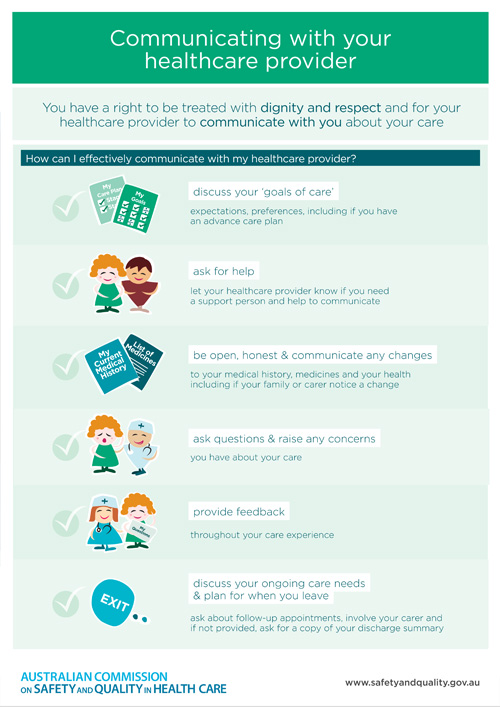 Communicating with your
healthcare provider
You have a right to be treated with dignity and respect and for your
healthcare provider to communicate with you about your care
How can I effectively communicate with my healthcare provider?
My
Care Plan
My
Goals
discuss your 'goals of care'
expectations, preferences, including if you have
an advance care plan
ask for help
let your healthcare provider know if you need
a support person and help to communicate
My
Current
Medical
History
List of
Medicines
be open, honest & communicate any changes
to your medical history, medicines and your health
including if your family or carer notice a change
ask questions & raise any concerns
you have about your care
My
Questions
provide feedback
throughout your care experience
EXIT
discuss your ongoing care needs
& plan for when you leave
ask about follow-up appointments, involve your carer and
if not provided, ask for a copy of your discharge summary
AUSTRALIAN COMMISSION
ON SAFETY AND QUALITY IN HEALTH CARE
www.safetyandquality.gov.au